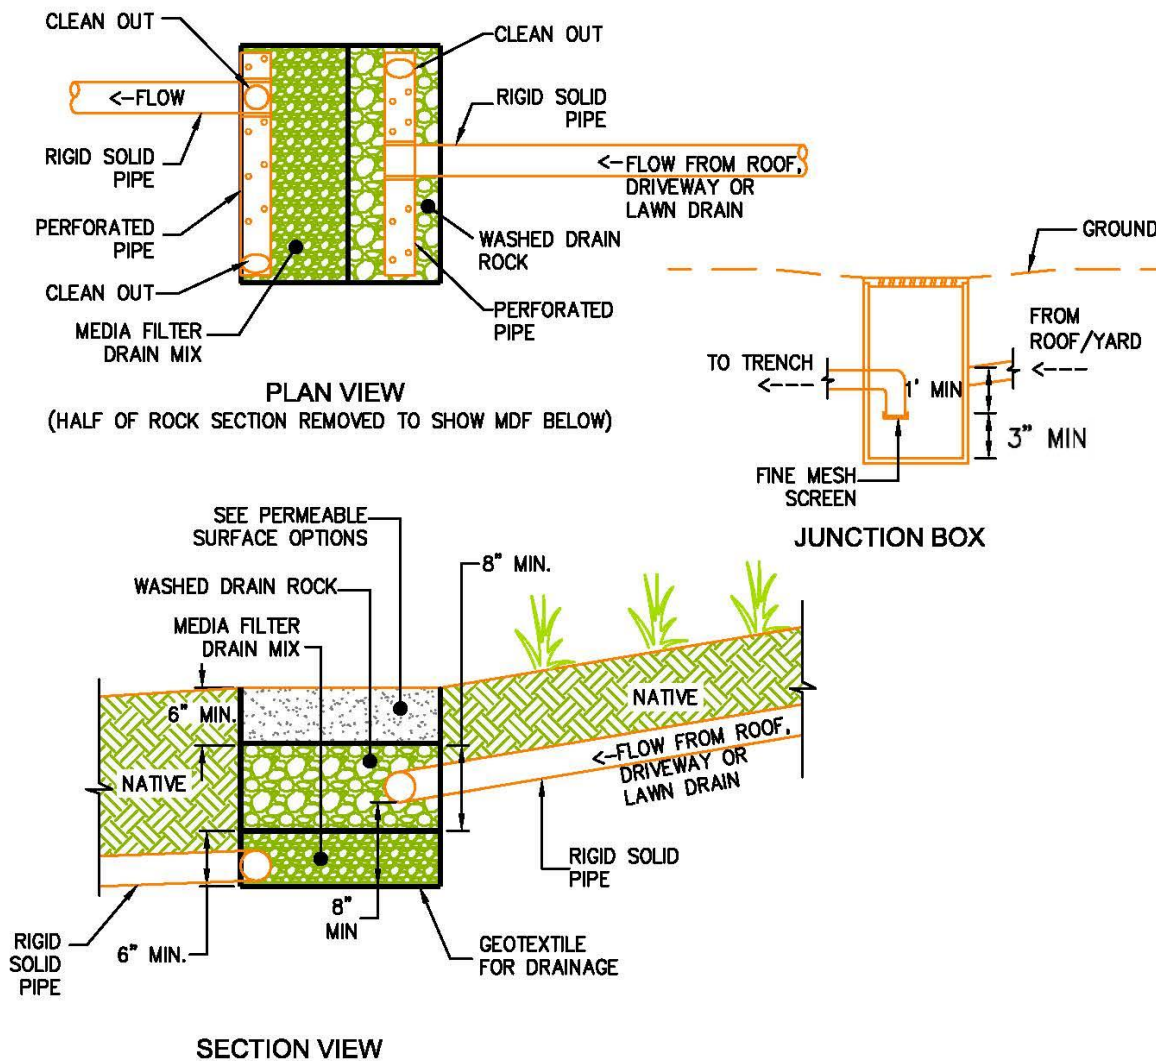 CLEAN OUT
CLEAN OUT
<-FLOW
RIGID SOLID
PIPE
RIGID SOLID
PIPE
<-FLOW FROM ROOF,
DRIVEWAY OR
LAWN DRAIN
PERFORATED
PIPE
WASHED DRAIN
ROCK
CLEAN OUT
MEDIA FILTER
DRAIN MIX
PERFORATED
PIPE
PLAN VIEW
(HALF OF ROCK SECTION REMOVED TO SHOW MDF BELOW)
GROUND
FROM
ROOF/YARD
TO TRENCH
1' MIN
3" MIN
FINE MESH
SCREEN
JUNCTION BOX
SEE PERMEABLE
SURFACE OPTIONS
WASHED DRAIN ROCK
8" MIN.
MEDIA FILTER
DRAIN MIX
6" MIN.
NATIVE
NATIVE
<-FLOW FROM ROOF,
DRIVEWAY OR
LAWN DRAIN
RIGID SOLID
PIPE
8"
MIN
RIGID
SOLID
PIPE
6" MIN.
GEOTEXTILE
FOR DRAINAGE
SECTION VIEW